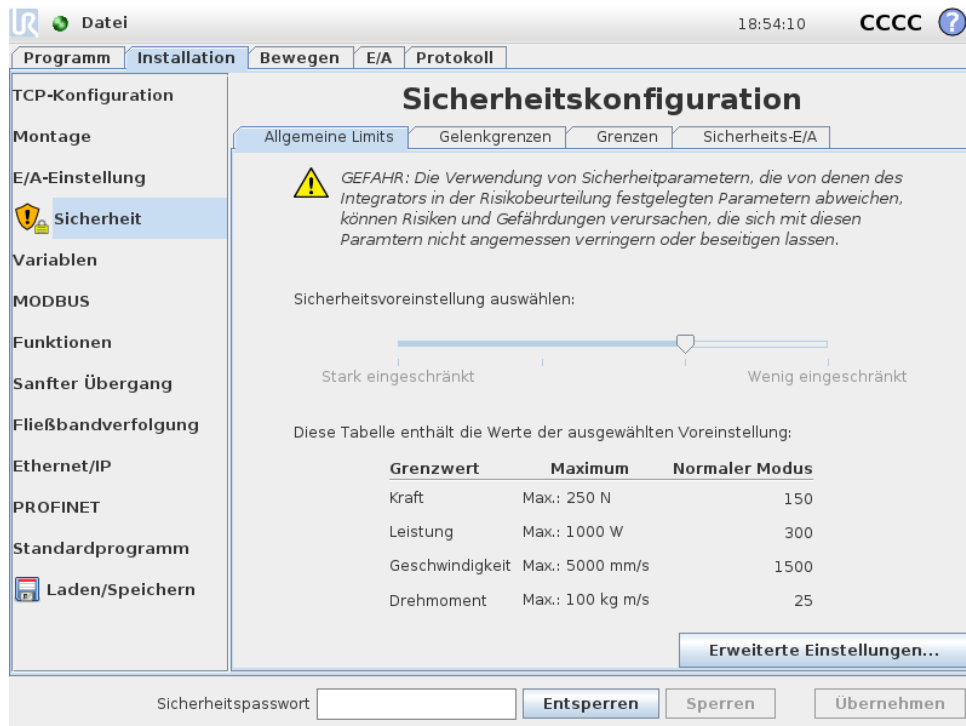 UR Datei 18:54:10 CCCC ?
Programm Installation Bewegen E/A Protokoll
TCP-Konfiguration
Montage
E/A-Einstellung
Sicherheit
Variablen
MODBUS
Funktionen
Sanfter Übergang
Fließbandverfolgung
Ethernet/IP
PROFINET
Standardprogramm
Laden/Speichern
Sicherheitskonfiguration
Allgemeine Limits Gelenkgrenzen Grenzen Sicherheits-E/A
GEFAHR: Die Verwendung von Sicherheitparametern, die von denen des
Integrators in der Risikobeurteilung festgelegten Parametern abweichen,
können Risiken und Gefährdungen verursachen, die sich mit diesen
Paramtern nicht angemessen verringern oder beseitigen lassen.
Sicherheitsvoreinstellung auswählen:
Stark eingeschränkt Wenig eingeschränkt
Diese Tabelle enthält die Werte der ausgewählten Voreinstellung:
Grenzwert Maximum Normaler Modus
Kraft Max.: 250 N 150
Leistung Max.: 1000 W 300
Geschwindigkeit Max.: 5000 mm/s 1500
Drehmoment Max.: 100 kg m/s 25
Erweiterte Einstellungen...
Sicherheitspasswort Entsperren Sperren Übernehmen